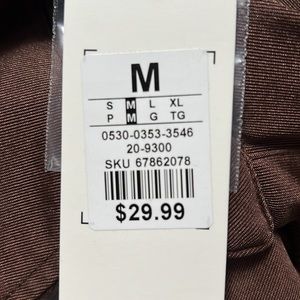 M
S M L XL
P M G TG
0530-0353-3546
20-9300
SKU 67862078
$29.99